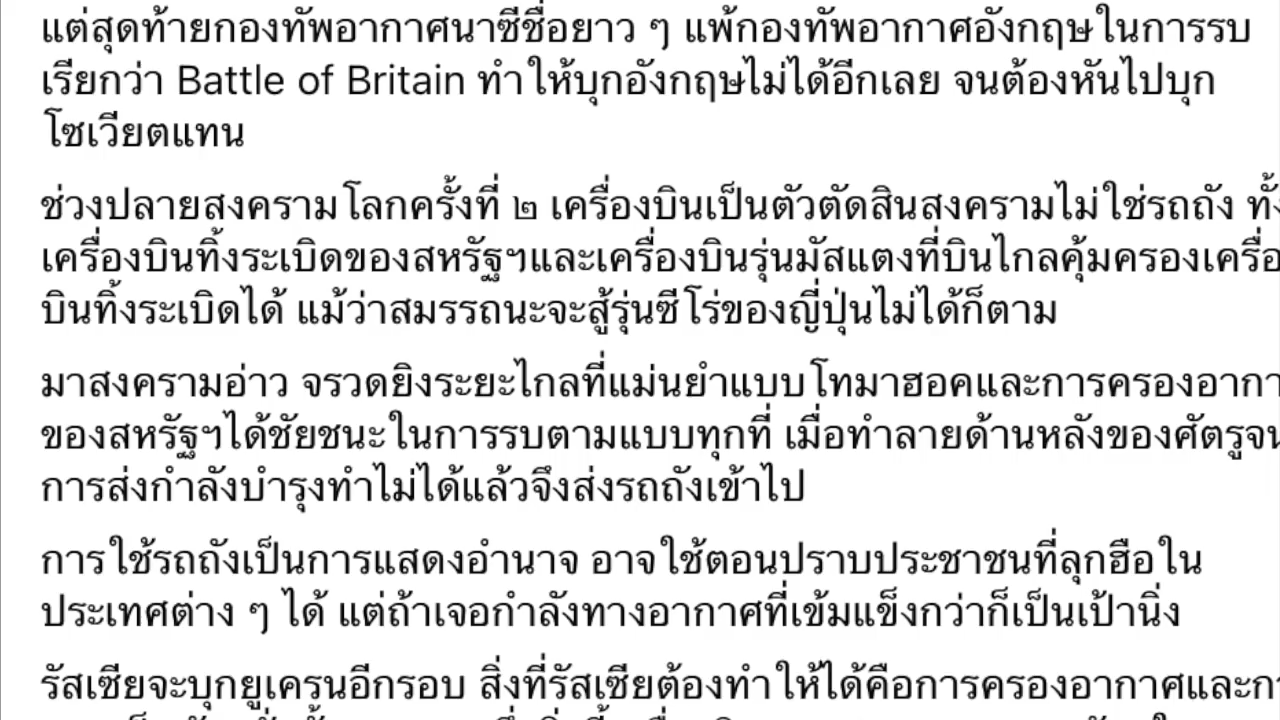 แต่สุดท้ายกองทัพอากาศนาซีชื่อยาว ๆ แพ้กองทัพอากาศอังกฤษในการรบ
เรียกว่า Battle of Britain ทำให้บุกอังกฤษไม่ได้อีกเลย จนต้องหันไปบุก
โซเวียตแทน
ช่วงปลายสงครามโลกครั้งที่ ๒ เครื่องบินเป็นตัวตัดสินสงครามไม่ใช่รถถัง ทั้ง
เครื่องบินทิ้งระเบิดของสหรัฐฯและเครื่องบินรุ่นมัสแตงที่บินไกลคุ้มครองเครื่อ
บินทิ้งระเบิดได้ แม้ว่าสมรรถนะจะสู้รุ่นซีโร่ของญี่ปุ่นไม่ได้ก็ตาม
มาสงครามอ่าว จรวดยิงระยะไกลที่แม่นยำแบบโทมาฮอคและการครองอากา
ของสหรัฐฯได้ชัยชนะในการรบตามแบบทุกที่ เมื่อทำลายด้านหลังของศัตรูจน
การส่งกำลังบำรุงทำไม่ได้แล้วจึงส่งรถถังเข้าไป
การใช้รถถังเป็นการแสดงอำนาจ อาจใช้ตอนปราบประชาชนที่ลุกฮือใน
ประเทศต่าง ๆ ได้ แต่ถ้าเจอกำลังทางอากาศที่เข้มแข็งกว่าก็เป็นเป้านิ่ง
รัสเซียจะบุกยูเครนอีกรอบ สิ่งที่รัสเซียต้องทำให้ได้คือการครองอากาศและกา